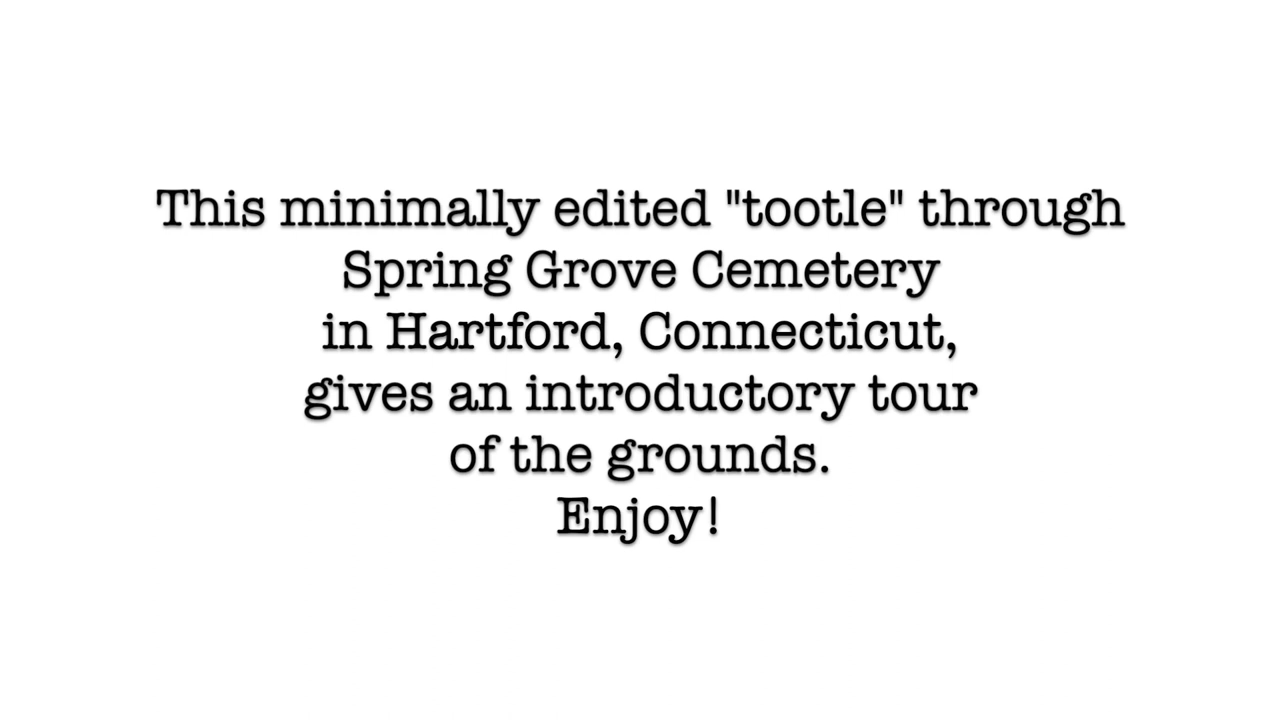 This minimally edited "tootle" through
Spring Grove Cemetery
in Hartford, Connecticut,
gives an introductory tour
of the grounds.
Enjoy!